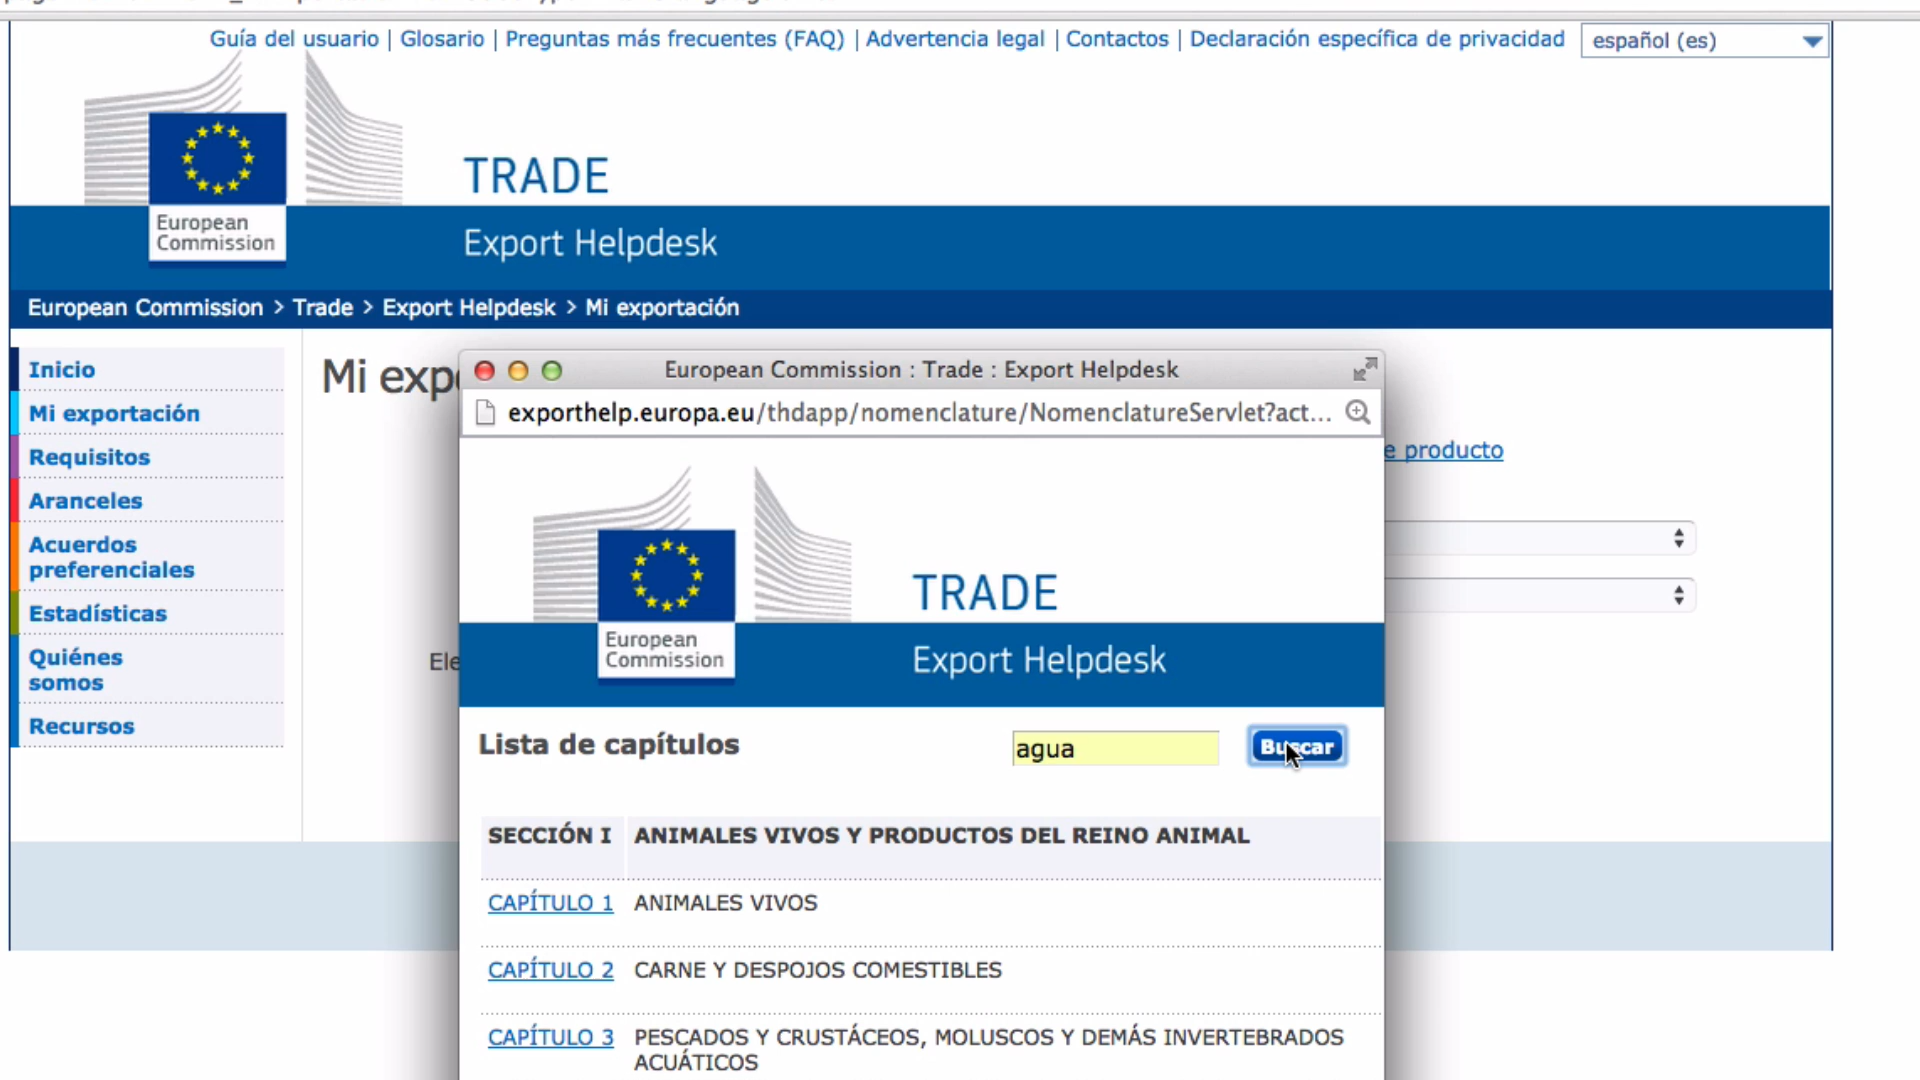 Guía del usuario | Glosario | Preguntas más frecuentes (FAQ) | Advertencia legal | Contactos | Declaración específica de privacidad
español (es)
European
Commission
TRADE
Export Helpdesk
European Commission > Trade > Export Helpdesk > Mi exportación
Inicio
Mi exportación
Requisitos
Aranceles
Acuerdos
preferenciales
Estadísticas
Quiénes
somos
Recursos
Mi exp
e producto
Ele
European Commission : Trade : Export Helpdesk
exporthelp.europa.eu/thdapp/nomenclature/NomenclatureServlet?act...
European
Commission
TRADE
Export Helpdesk
Lista de capítulos
agua
Buscar
SECCIÓN I ANIMALES VIVOS Y PRODUCTOS DEL REINO ANIMAL
CAPÍTULO 1 ANIMALES VIVOS
CAPÍTULO 2 CARNE Y DESPOJOS COMESTIBLES
CAPÍTULO 3 PESCADOS Y CRUSTÁCEOS, MOLUSCOS Y DEMÁS INVERTEBRADOS
ACUÁTICOS